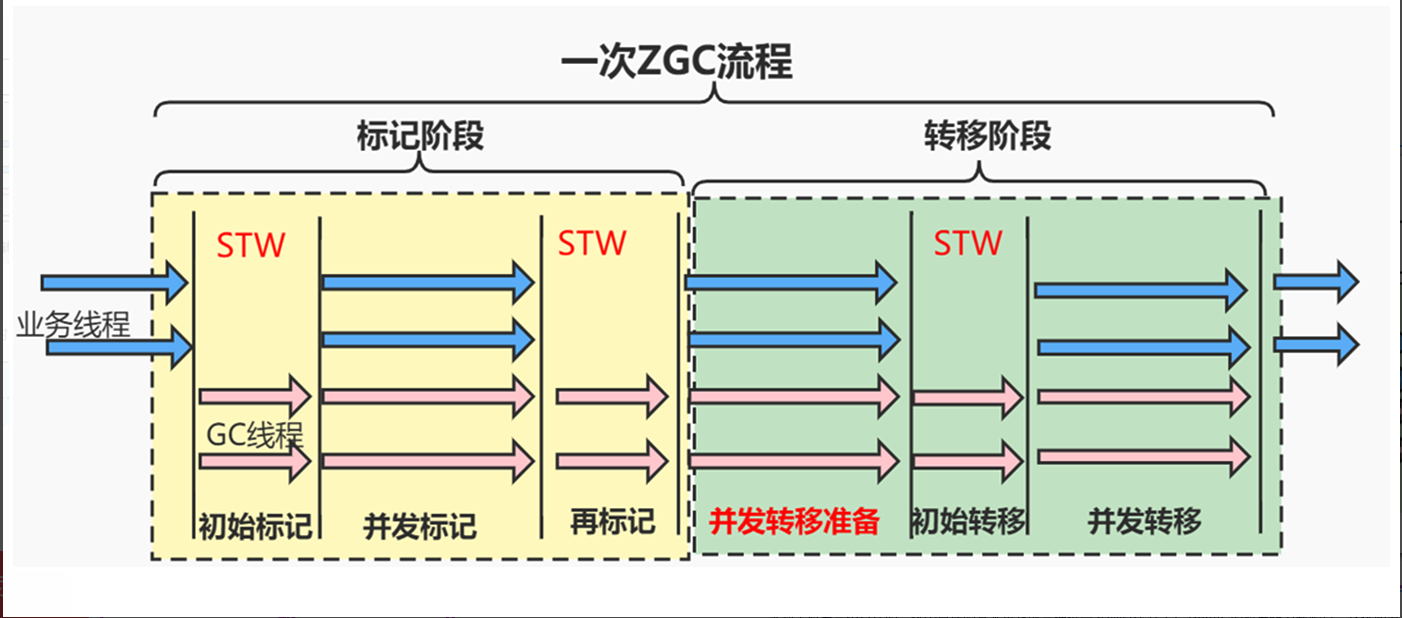 一次ZGC流程
标记阶段
转移阶段
STW
STW
STW
业务线程
GC线程
初始标记
并发标记
再标记
并发转移准备
初始转移
并发转移